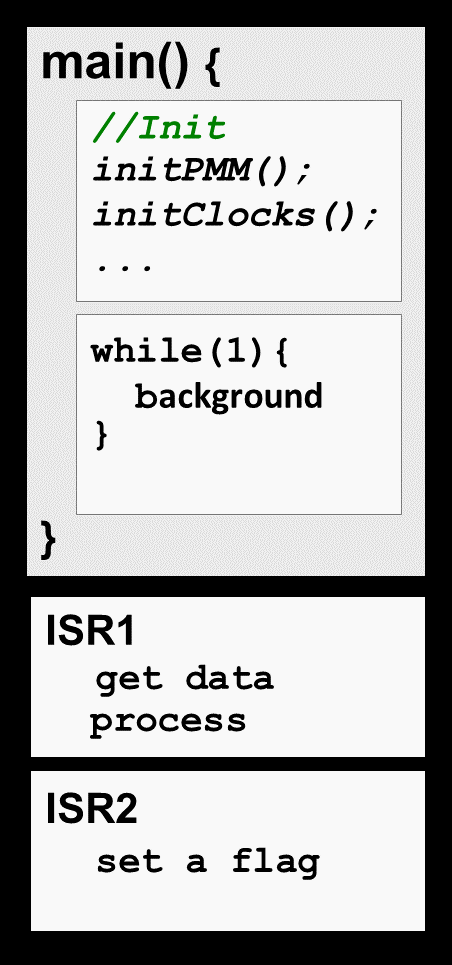 main() {
//Init
initPMM();
initClocks();
...
while(1){
background
}
}
ISR1
get data
process
ISR2
set a flag